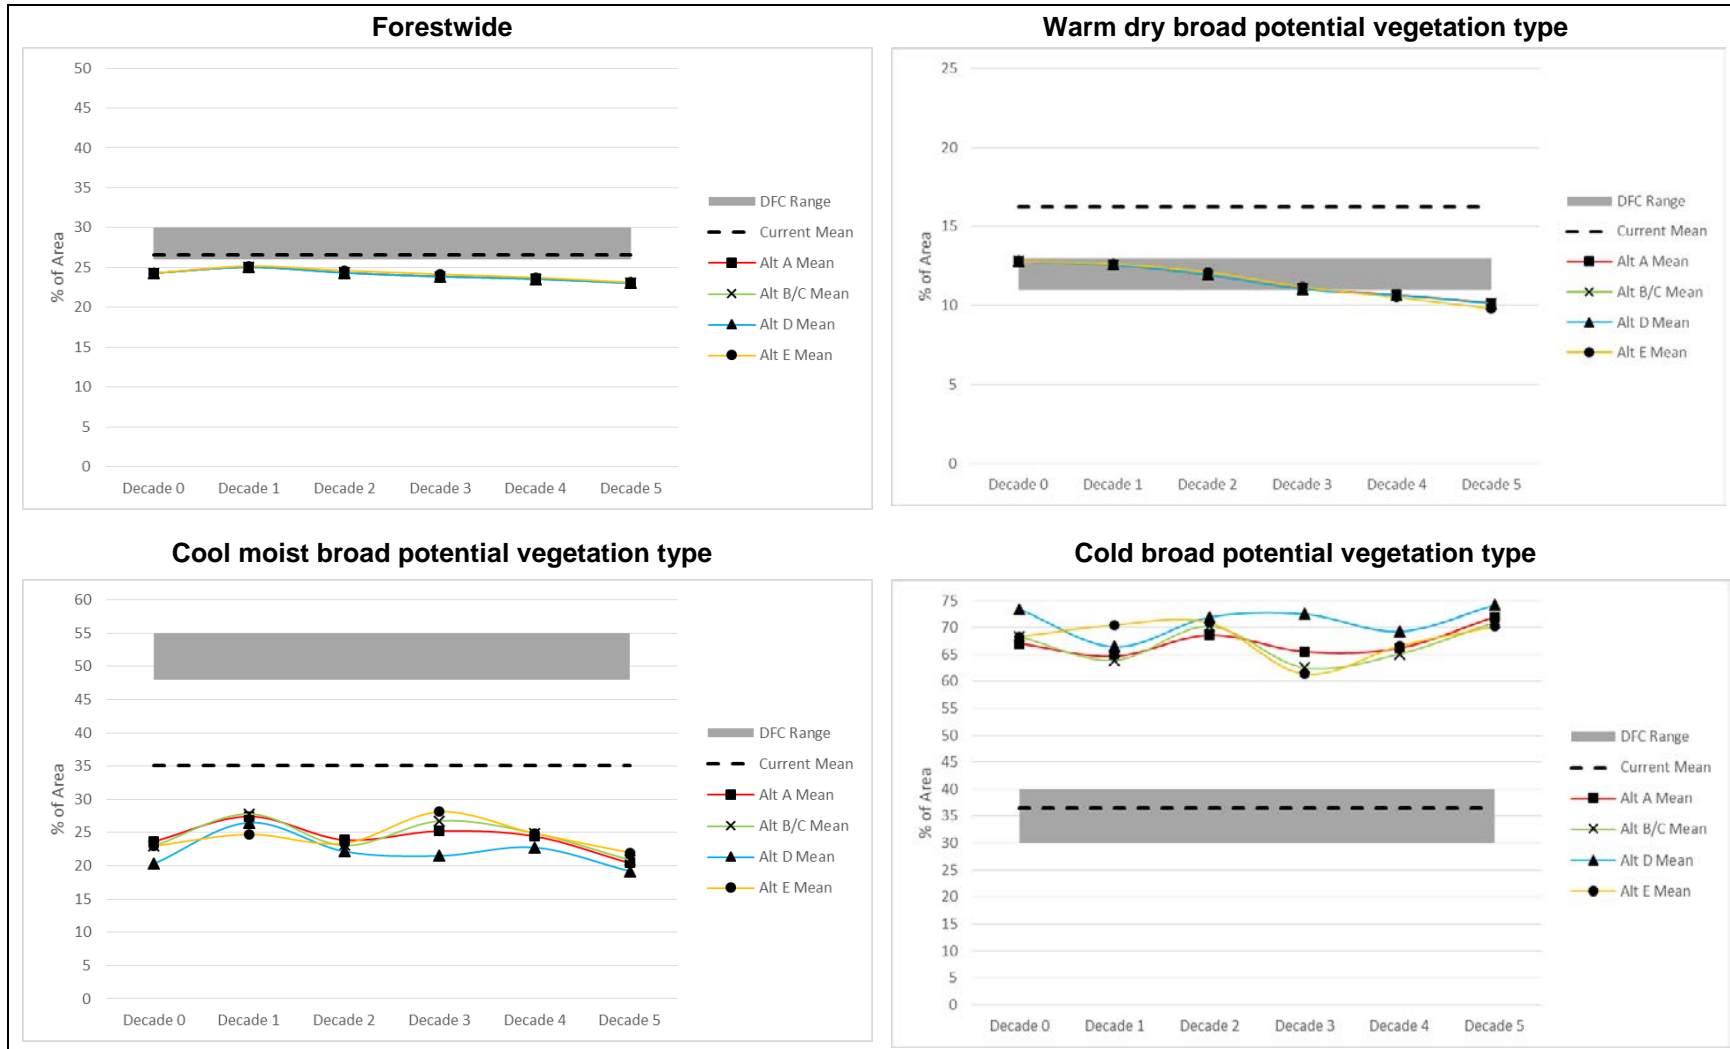 Forestwide
50
45
40
35
30
25
20
15
10
5
0
% of Area
Decade 0 Decade 1 Decade 2 Decade 3 Decade 4 Decade 5
DFC Range
Current Mean
Alt A Mean
Alt B/C Mean
Alt D Mean
Alt E Mean
Warm dry broad potential vegetation type
25
20
15
10
5
0
% of Area
Decade 0 Decade 1 Decade 2 Decade 3 Decade 4 Decade 5
DFC Range
Current Mean
Alt A Mean
Alt B/C Mean
Alt D Mean
Alt E Mean
Cool moist broad potential vegetation type
60
55
50
45
40
35
30
25
20
15
10
5
0
% of Area
Decade 0 Decade 1 Decade 2 Decade 3 Decade 4 Decade 5
DFC Range
Current Mean
Alt A Mean
Alt B/C Mean
Alt D Mean
Alt E Mean
Cold broad potential vegetation type
75
70
65
60
55
50
45
40
35
30
25
20
15
10
5
0
% of Area
Decade 0 Decade 1 Decade 2 Decade 3 Decade 4 Decade 5
DFC Range
Current Mean
Alt A Mean
Alt B/C Mean
Alt D Mean
Alt E Mean